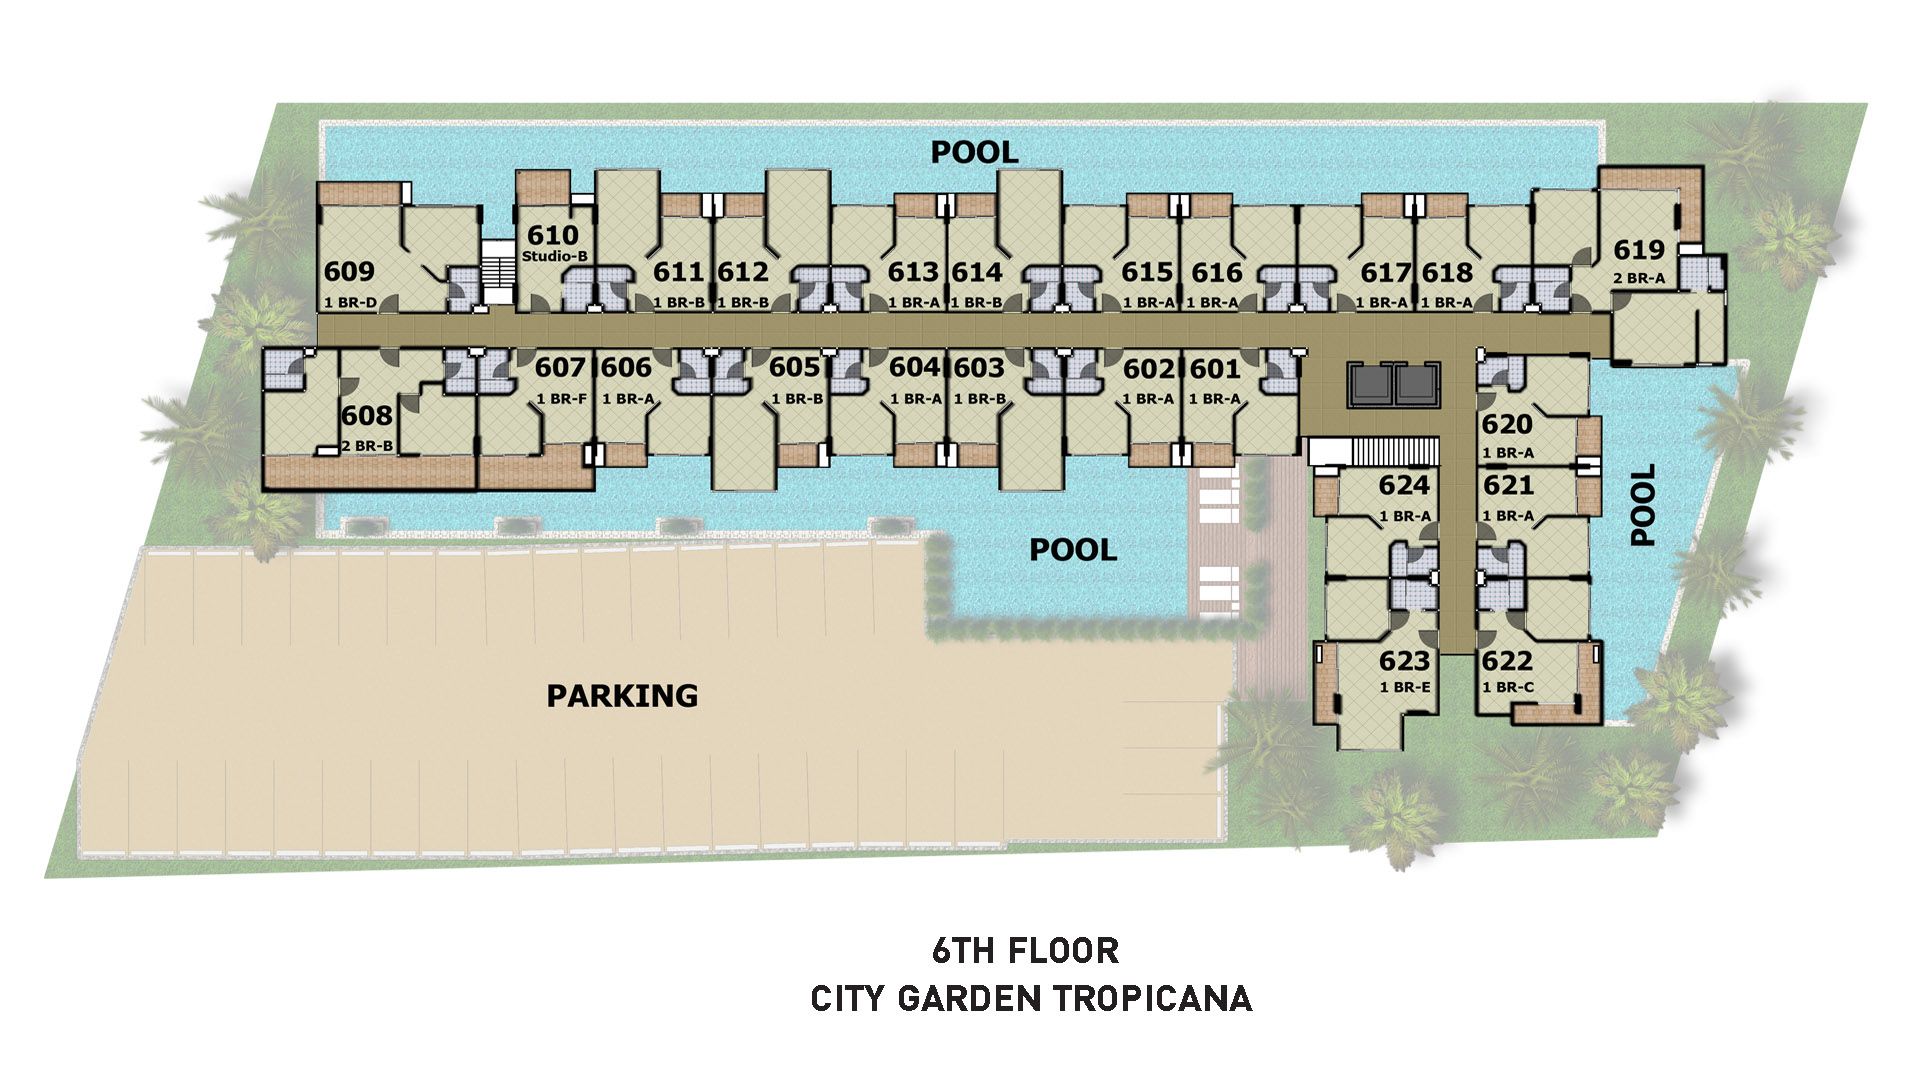 POOL
609
1 BR-D
610
Studio-B
611
1 BR-B
612
1 BR-B
613
1 BR-A
614
1 BR-B
615
1 BR-A
616
1 BR-A
617
1 BR-A
618
1 BR-A
619
2 BR-A
608
2 BR-B
607
1 BR-F
606
1 BR-A
605
1 BR-B
604
1 BR-A
603
1 BR-B
602
1 BR-A
601
1 BR-A
620
1 BR-A
624
1 BR-A
621
1 BR-A
POOL
POOL
623
1 BR-E
622
1 BR-C
PARKING
6TH FLOOR
CITY GARDEN TROPICANA